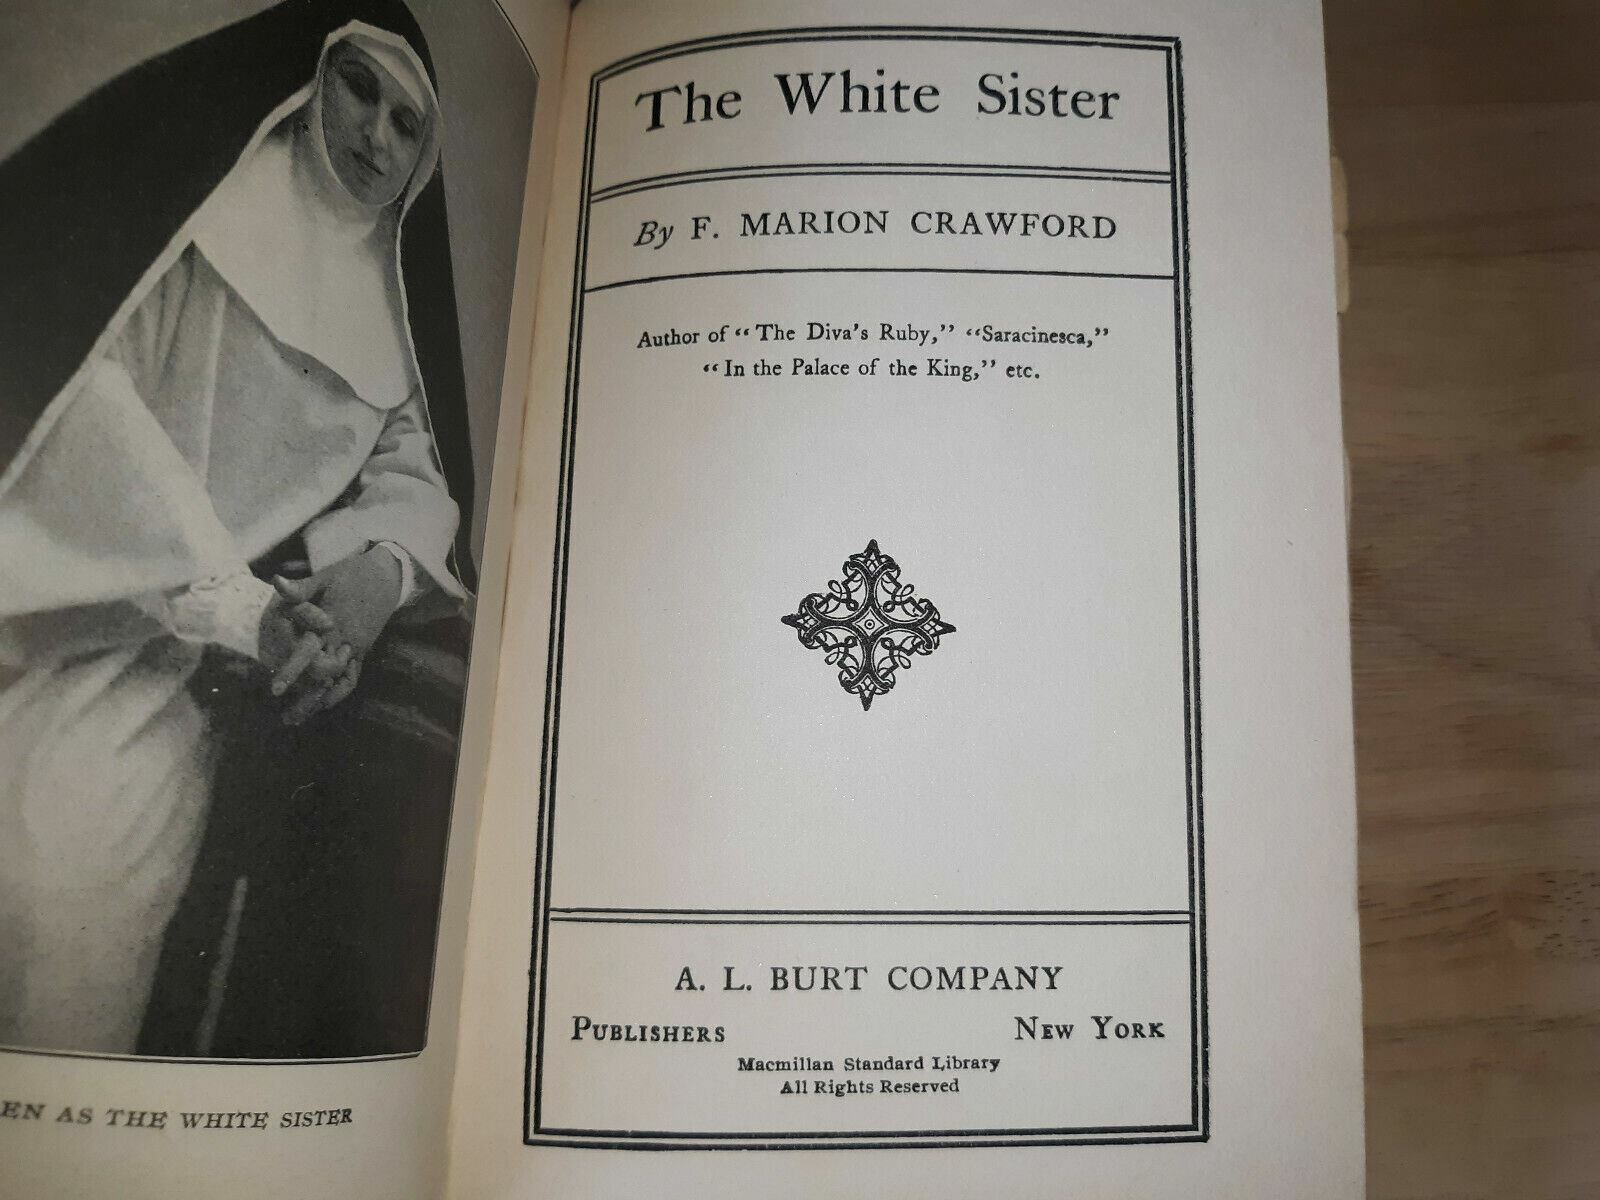 EN AS THE WHITE SISTER
The White Sister
By F. MARION CRAWFORD
Author of “The Diva's Ruby,” “Saracinesca,”
“In the Palace of the King,” etc.
A. L. BURT COMPANY
PUBLISHERS NEW YORK
Macmillan Standard Library
All Rights Reserved